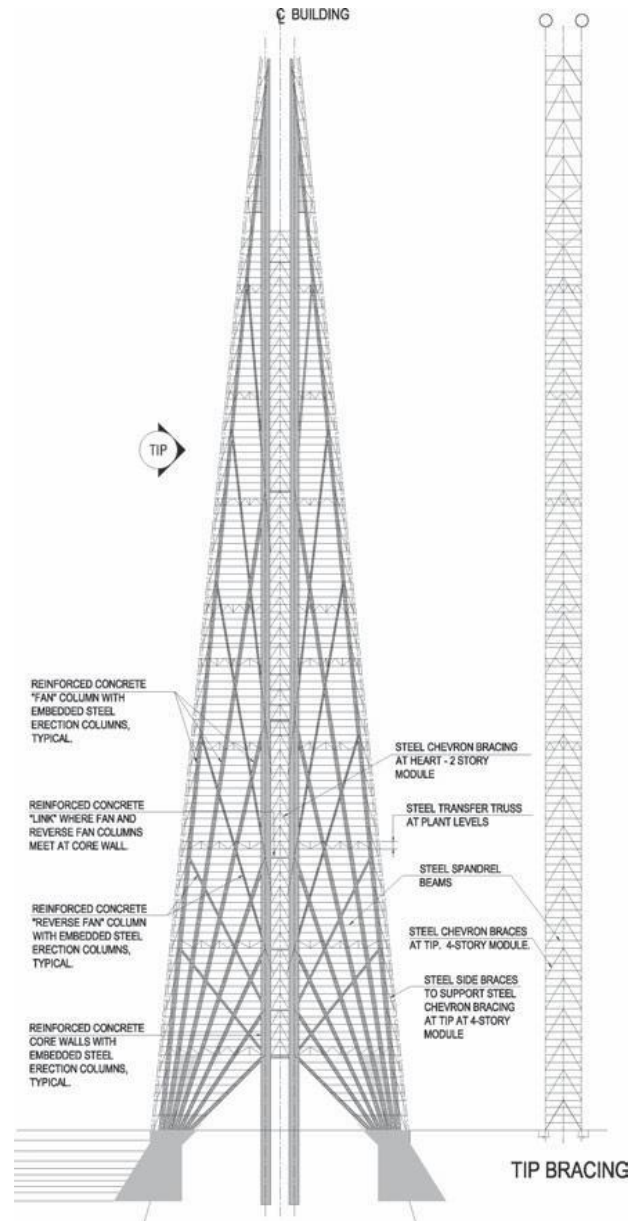 ℄ BUILDING
TIP
REINFORCED CONCRETE
"FAN" COLUMN WITH
EMBEDDED STEEL
ERECTION COLUMNS,
TYPICAL.
REINFORCED CONCRETE
"LINK" WHERE FAN AND
REVERSE FAN COLUMNS
MEET AT CORE WALL.
REINFORCED CONCRETE
"REVERSE FAN" COLUMN
WITH EMBEDDED STEEL
ERECTION COLUMNS,
TYPICAL.
REINFORCED CONCRETE
CORE WALLS WITH
EMBEDDED STEEL
ERECTION COLUMNS,
TYPICAL.
STEEL CHEVRON BRACING
AT HEART - 2 STORY
MODULE
STEEL TRANSFER TRUSS
AT PLANT LEVELS
STEEL SPANDREL
BEAMS
STEEL CHEVRON BRACES
AT TIP. 4-STORY MODULE.
STEEL SIDE BRACES
TO SUPPORT STEEL
CHEVRON BRACING
AT TIP AT 4-STORY
MODULE
TIP BRACING